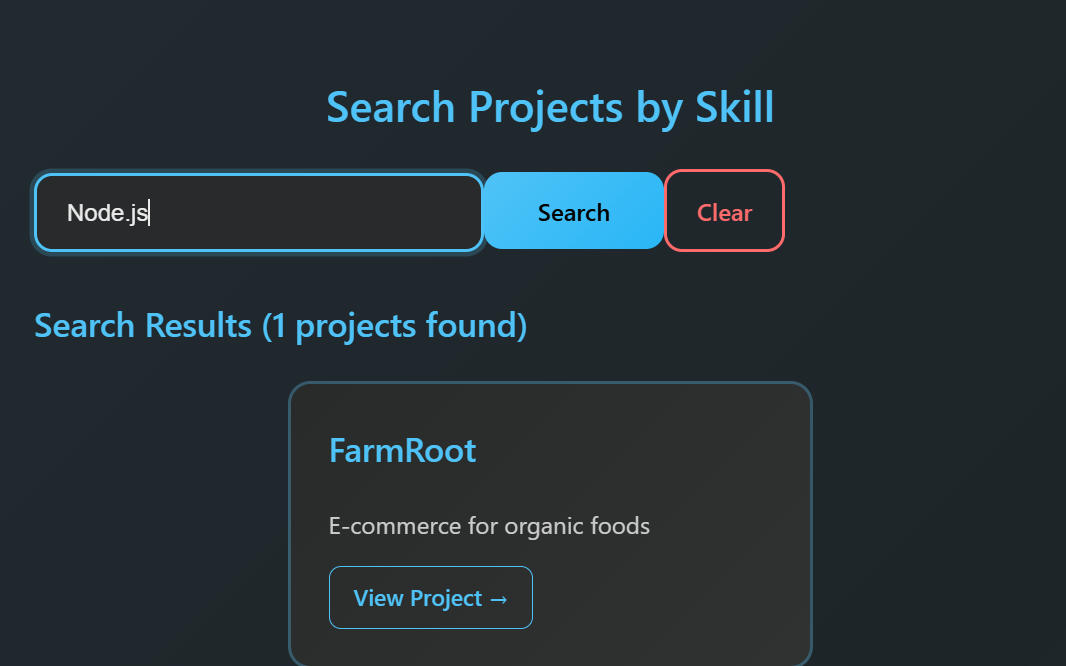 Search Projects by Skill
Node.js
Search
Clear
Search Results (1 projects found)
FarmRoot
E-commerce for organic foods
View Project →